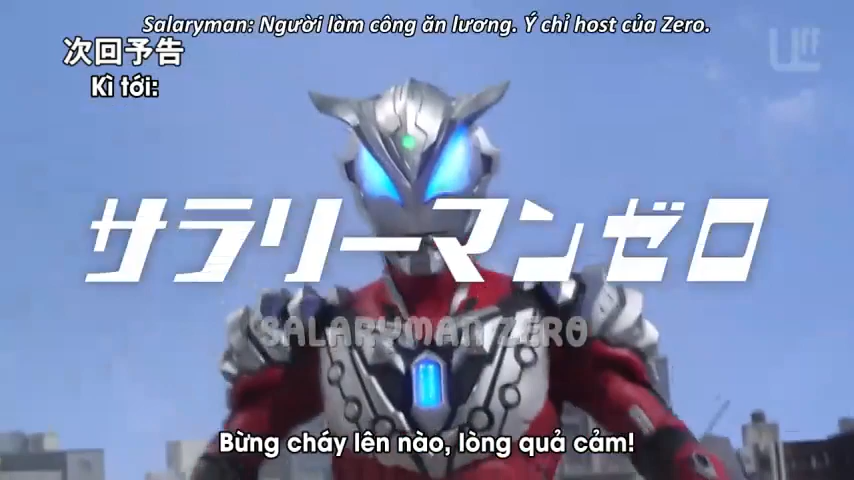 Salaryman: Người làm công ăn lương. Ý chỉ host của Zero.
次回予告
Kì tới:
サラリーマンゼロ
SALARYMAN ZERO
Bừng cháy lên nào, lòng quả cảm!